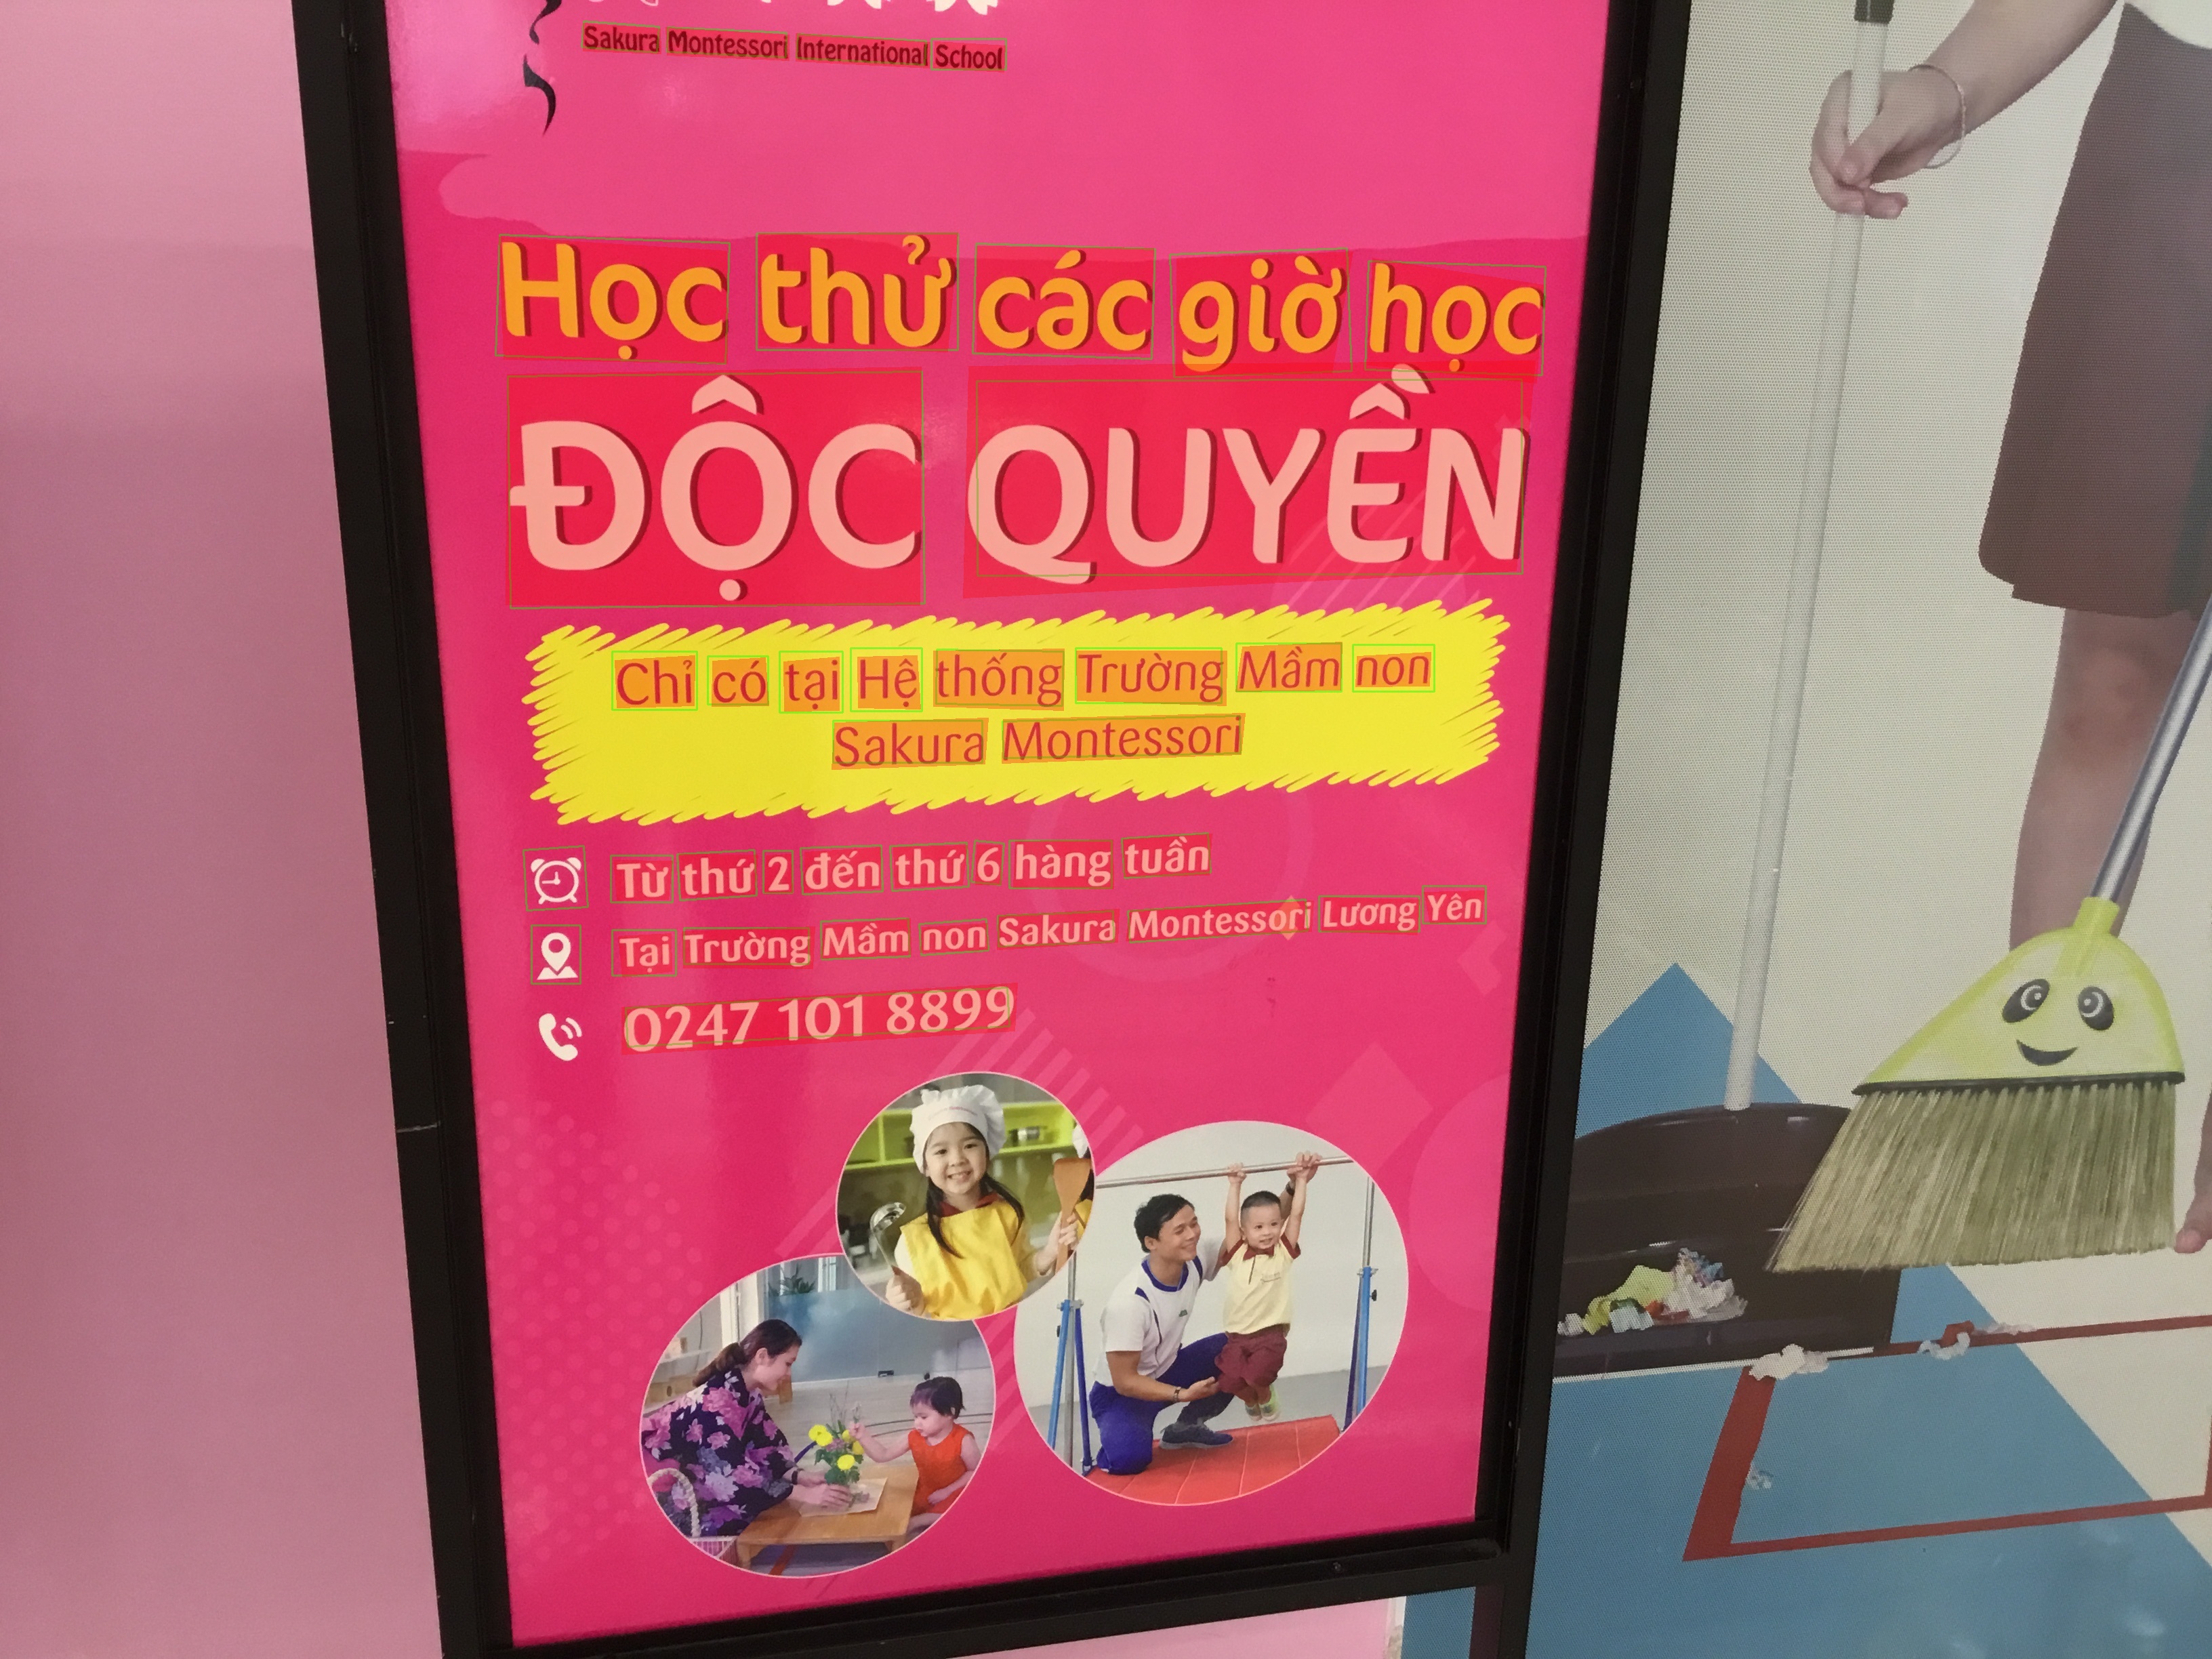 Sakura Montessori International School
Học thử các giờ học
ĐỘC QUYỀN
Chỉ có tại Hệ thống Trường Mầm non
Sakura Montessori
Từ thứ 2 đến thứ 6 hàng tuần
Tại Trường Mầm non Sakura Montessori Lương Yên
0247 101 8899